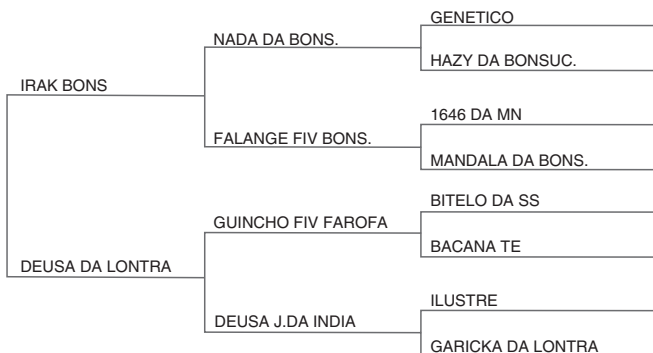 GENETICO
NADA DA BONS.
HAZY DA BONSUC.
IRAK BONS
1646 DA MN
FALANGE FIV BONS.
MANDALA DA BONS.
BITELO DA SS
GUINCHO FIV FAROFA
BACANA TE
DEUSA DA LONTRA
ILUSTRE
DEUSA J.DA INDIA
GARICKA DA LONTRA